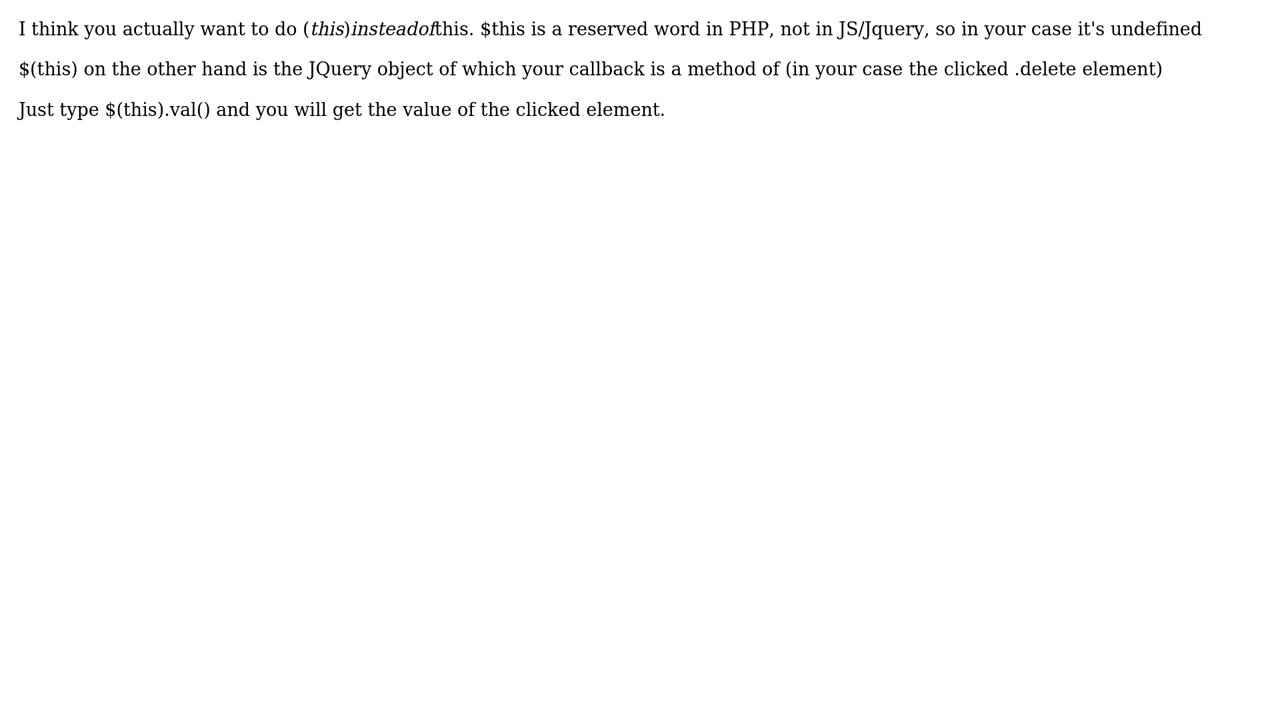 I think you actually want to do (this)insteadofthis. $this is a reserved word in PHP, not in JS/Jquery, so in your case it's undefined
$(this) on the other hand is the JQuery object of which your callback is a method of (in your case the clicked .delete element)
Just type $(this).val() and you will get the value of the clicked element.